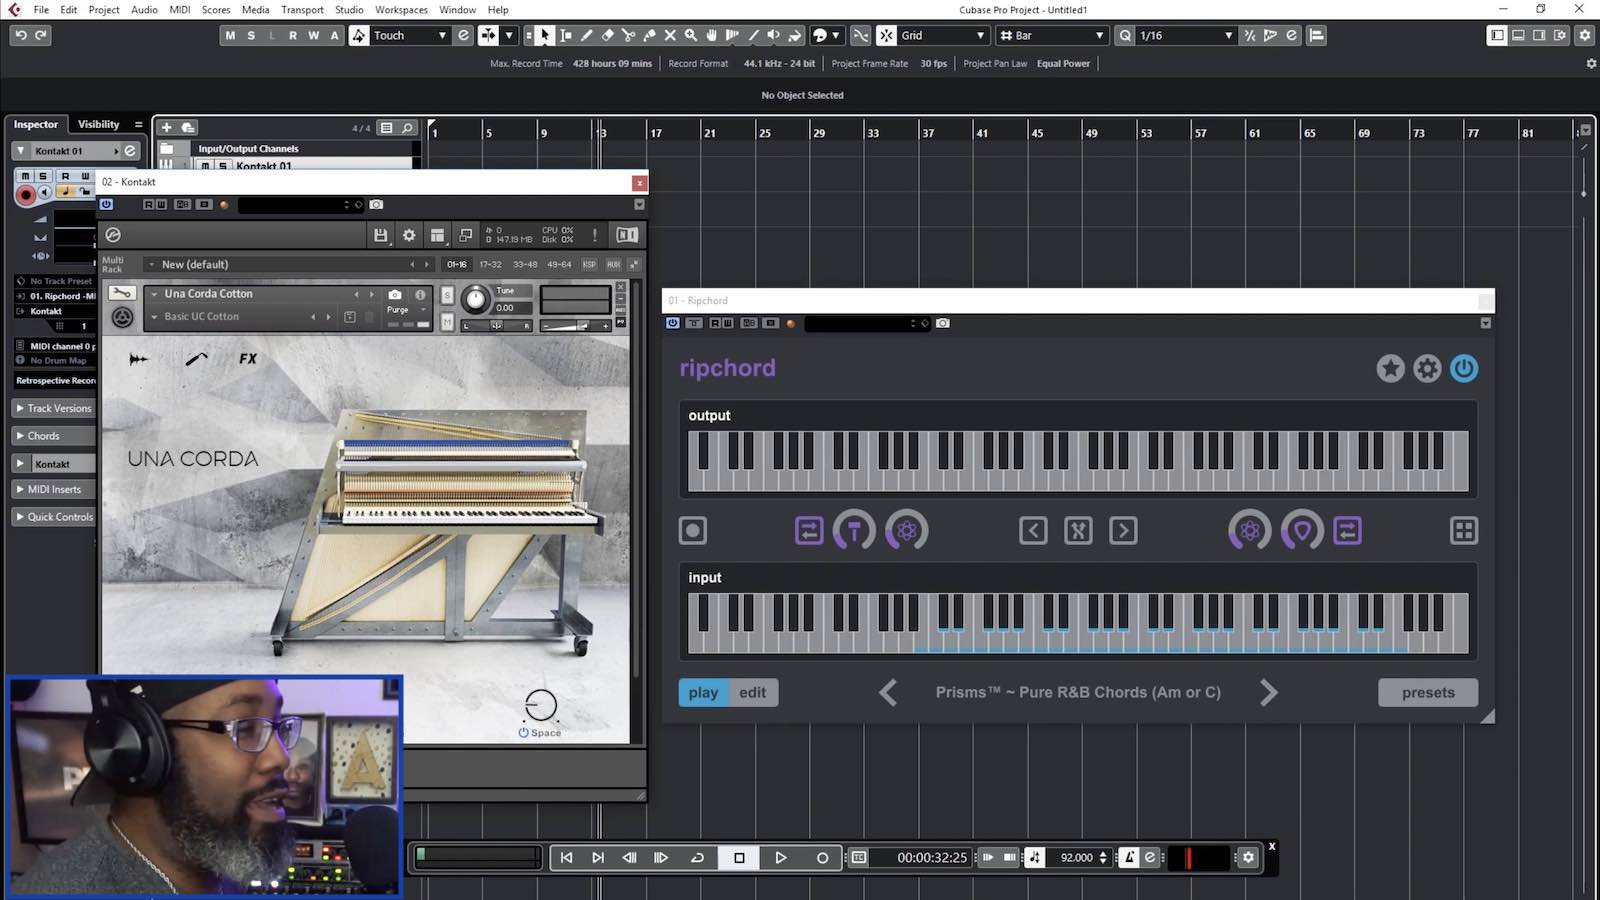 File Edit Project Audio MIDI Scores Media Transport Studio Workspaces Window Help
Cubase Pro Project - Untitled1
M S L R W A
Touch
Grid
Bar
Q 1/16
Max. Record Time 428 hours 09 mins
Record Format 44.1 kHz - 24 bit
Project Frame Rate 30 fps
Project Pan Law Equal Power
No Object Selected
Inspector Visibility
4/4
1 5 9 13 17 21 25 29 33 37 41 45 49 53 57 61 65 69 73 77 81
Input/Output Channels
Kontakt 01
1 M S Kontakt 01
M S R W
No Track Preset
01. Ripchord -MI
Kontakt
1
MIDI channel 0 p
No Drum Map
Retrospective Recor
Track Versions
Chords
Kontakt
MIDI Inserts
Quick Controls
02 - Kontakt
R W
0
147.19 MB
CPU 0%
Disk 0%
!
NI
Multi
Rack
New (default)
01-16 17-32 33-48 49-64 KSP AUX
Una Corda Cotton
Basic UC Cotton
Purge
S
M
Tune
0.00
L R
FX
UNA CORDA
Space
01 - Ripchord
R W
ripchord
output
input
play edit
Prisms™ ~ Pure R&B Chords (Am or C)
presets
A
00:00:32:25
92.000
X